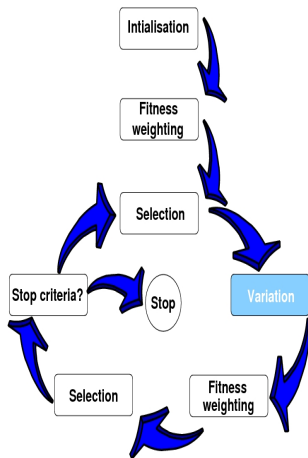 Intialisation
Fitness
weighting
Selection
Variation
Stop criteria?
Stop
Selection
Fitness
weighting